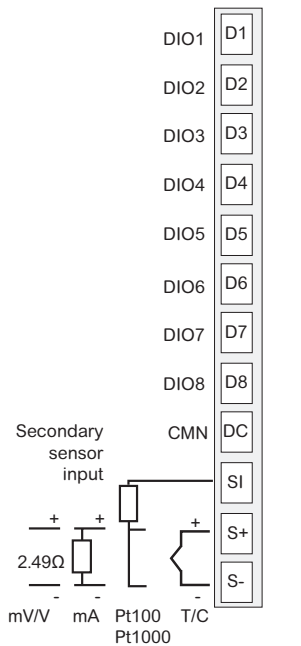 DIO1 D1
DIO2 D2
DIO3 D3
DIO4 D4
DIO5 D5
DIO6 D6
DIO7 D7
DIO8 D8
CMN DC
Secondary
sensor
input
SI
+ + + S+
2.49Ω
- - - S-
mV/V mA Pt100 T/C
Pt1000